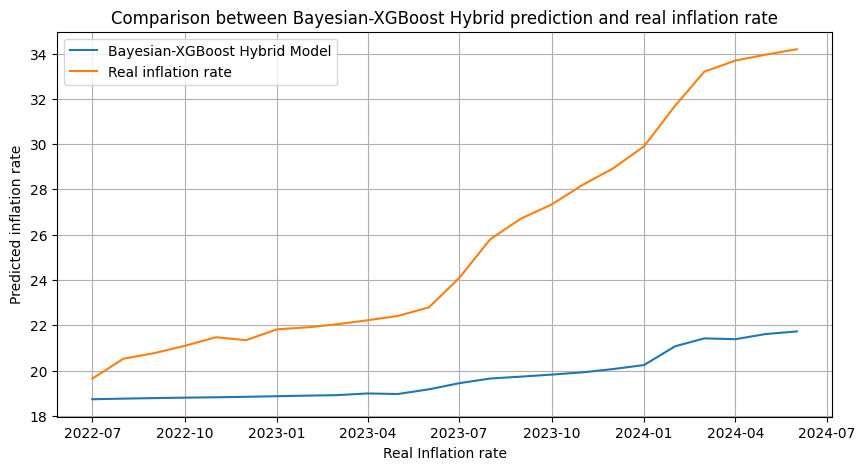 Comparison between Bayesian-XGBoost Hybrid prediction and real inflation rate
Bayesian-XGBoost Hybrid Model
Real inflation rate
Predicted inflation rate
34
32
30
28
26
24
22
20
18
2022-07 2022-10 2023-01 2023-04 2023-07 2023-10 2024-01 2024-04 2024-07
Real Inflation rate